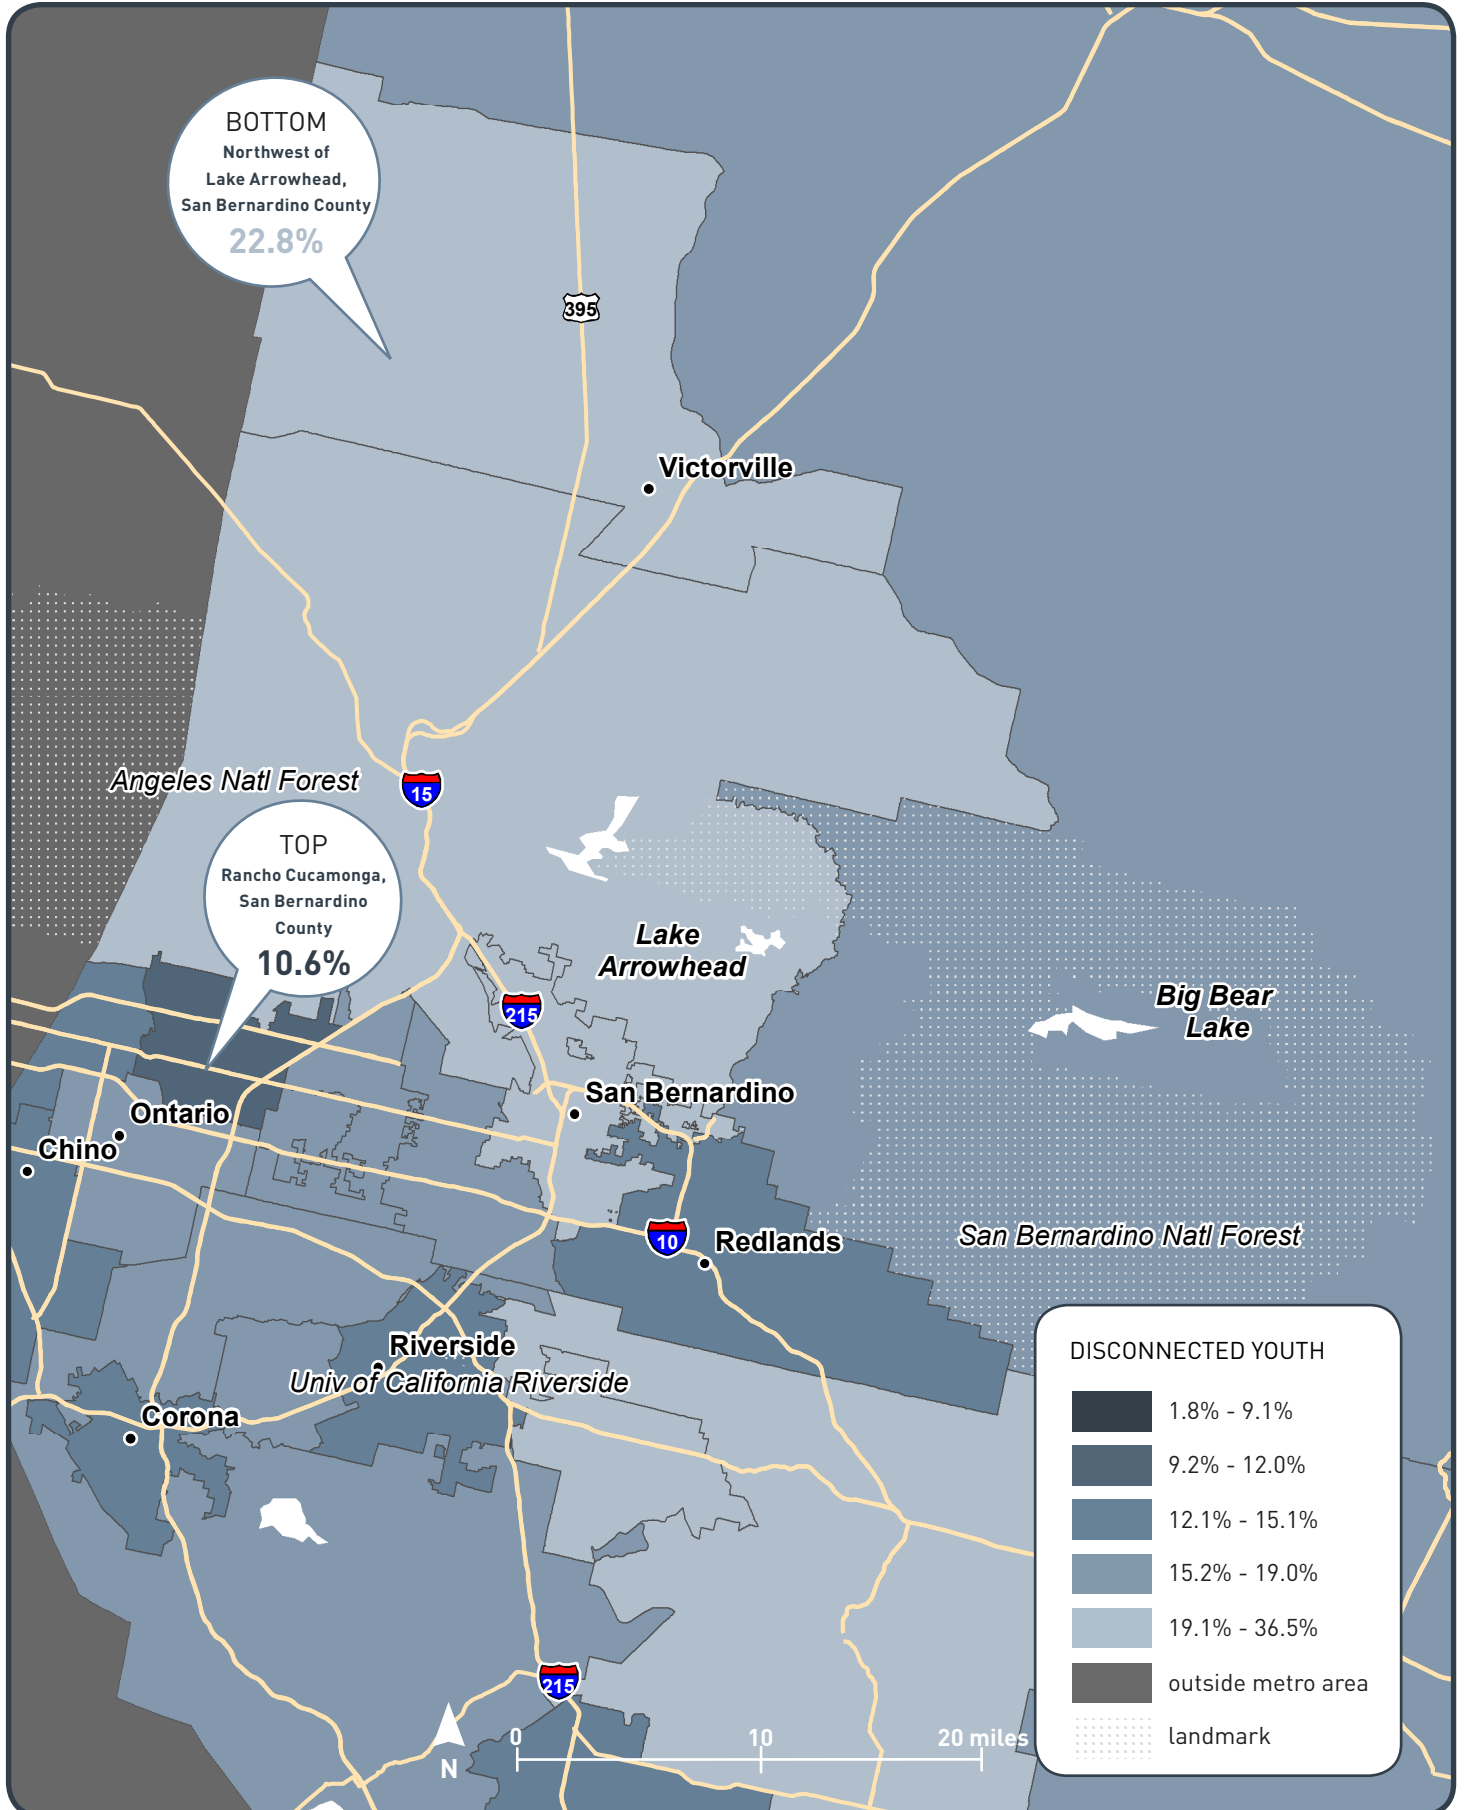 BOTTOM
Northwest of
Lake Arrowhead,
San Bernardino County
22.8%
395
Victorville
Angeles Natl Forest
15
TOP
Rancho Cucamonga,
San Bernardino
County
10.6%
Lake
Arrowhead
Big Bear
Lake
215
San Bernardino
Ontario
Chino
10
Redlands
San Bernardino Natl Forest
Riverside
Univ of California Riverside
Corona
DISCONNECTED YOUTH
1.8% - 9.1%
9.2% - 12.0%
12.1% - 15.1%
15.2% - 19.0%
19.1% - 36.5%
outside metro area
landmark
215
N
0 10 20 miles